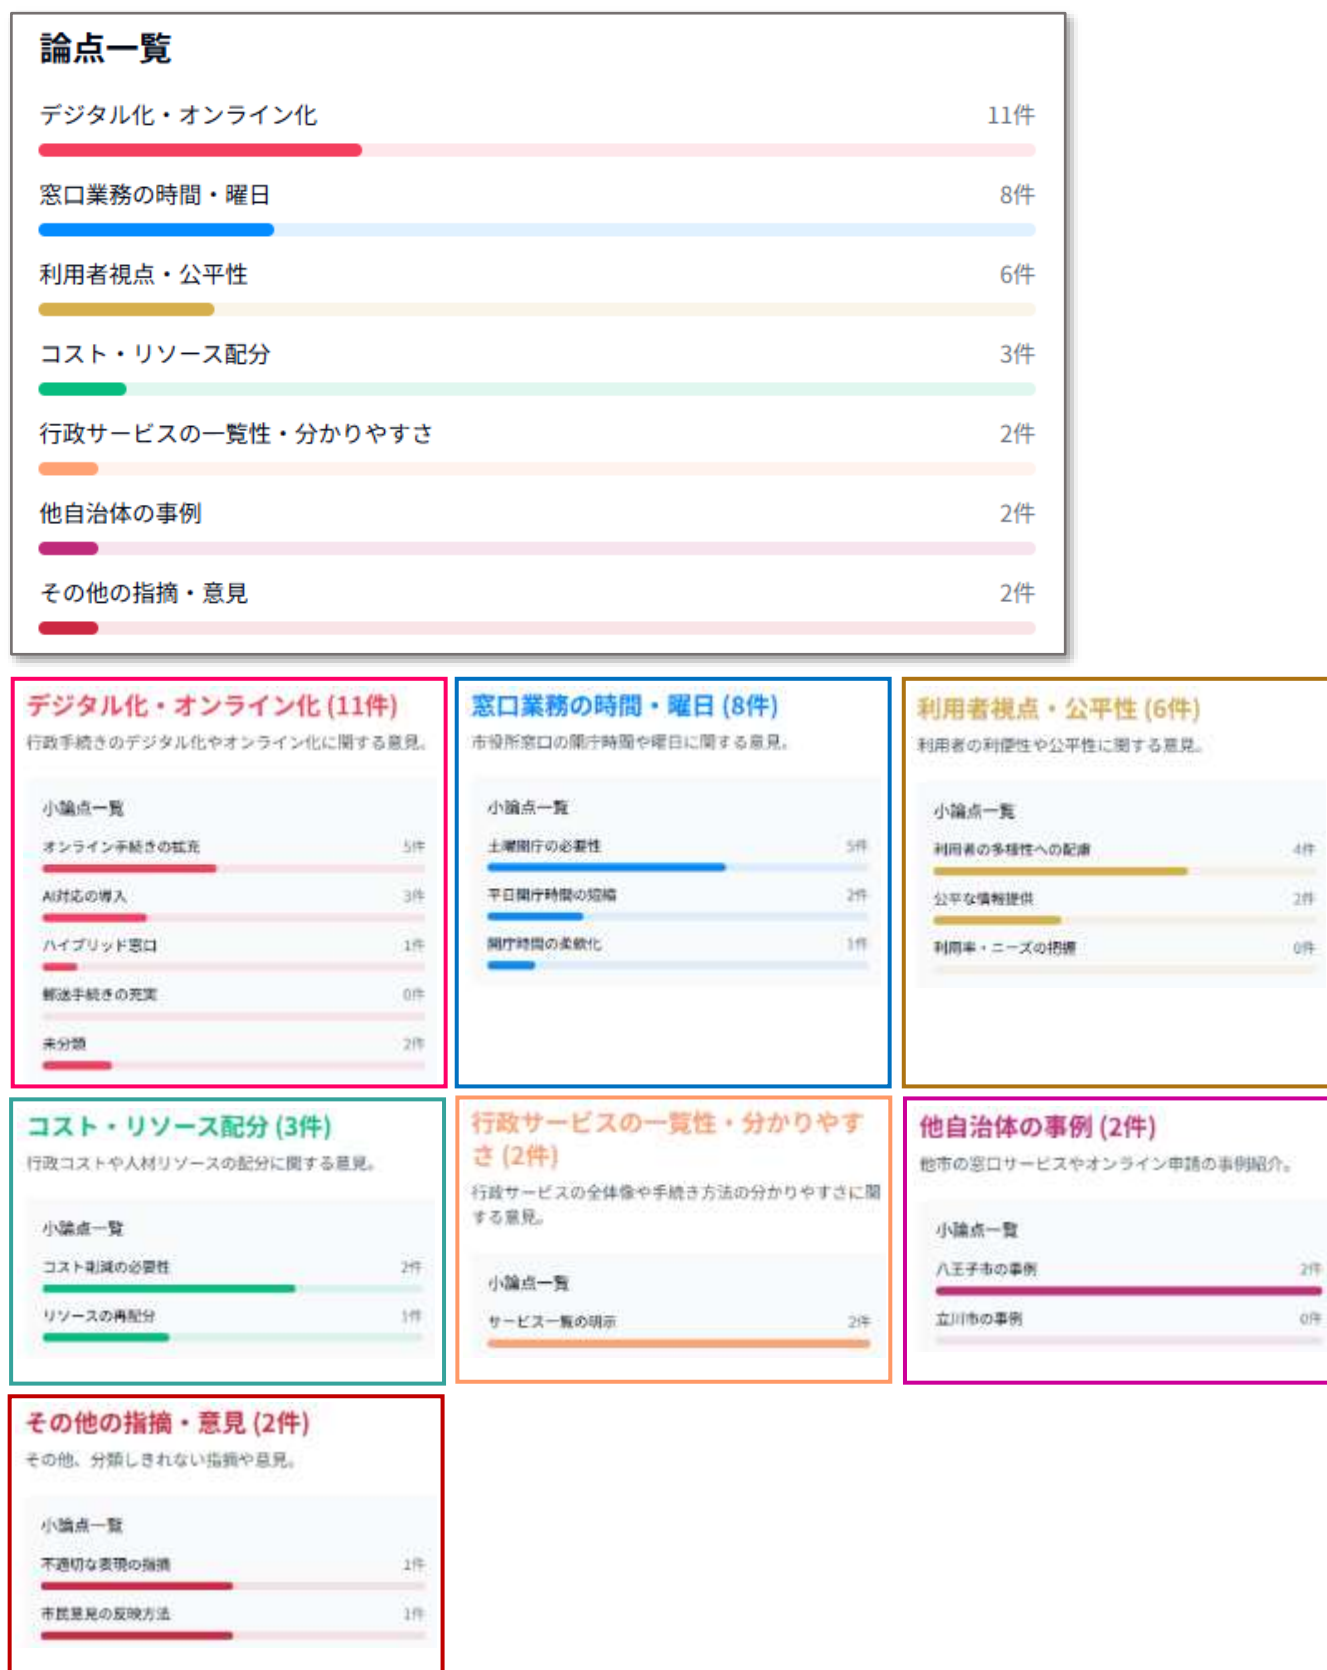 論点一覧
デジタル化・オンライン化 11件
窓口業務の時間・曜日 8件
利用者視点・公平性 6件
コスト・リソース配分 3件
行政サービスの一覧性・分かりやすさ 2件
他自治体の事例 2件
その他の指摘・意見 2件
デジタル化・オンライン化 (11件)
行政手続きのデジタル化やオンライン化に関する意見。
小論点一覧
オンライン手続きの拡充 5件
AI対応の導入 3件
ハイブリッド窓口 1件
郵送手続きの充実 0件
未分類 2件
窓口業務の時間・曜日 (8件)
市役所窓口の開庁時間や曜日に関する意見。
小論点一覧
土曜開庁の必要性 5件
平日開庁時間の短縮 2件
開庁時間の柔軟化 1件
利用者視点・公平性 (6件)
利用者の利便性や公平性に関する意見。
小論点一覧
利用者の多様性への配慮 4件
公平な情報提供 2件
利用率・ニーズの把握 0件
コスト・リソース配分 (3件)
行政コストや人材リソースの配分に関する意見。
小論点一覧
コスト削減の必要性 2件
リソースの再配分 1件
行政サービスの一覧性・分かりやす
さ (2件)
行政サービスの全体像や手続き方法の分かりやすさに関
する意見。
小論点一覧
サービス一覧の明示 2件
他自治体の事例 (2件)
他市の窓口サービスやオンライン申請の事例紹介。
小論点一覧
八王子市の事例 2件
立川市の事例 0件
その他の指摘・意見 (2件)
その他、分類しきれない指摘や意見。
小論点一覧
不適切な表現の指摘 1件
市民意見の反映方法 1件